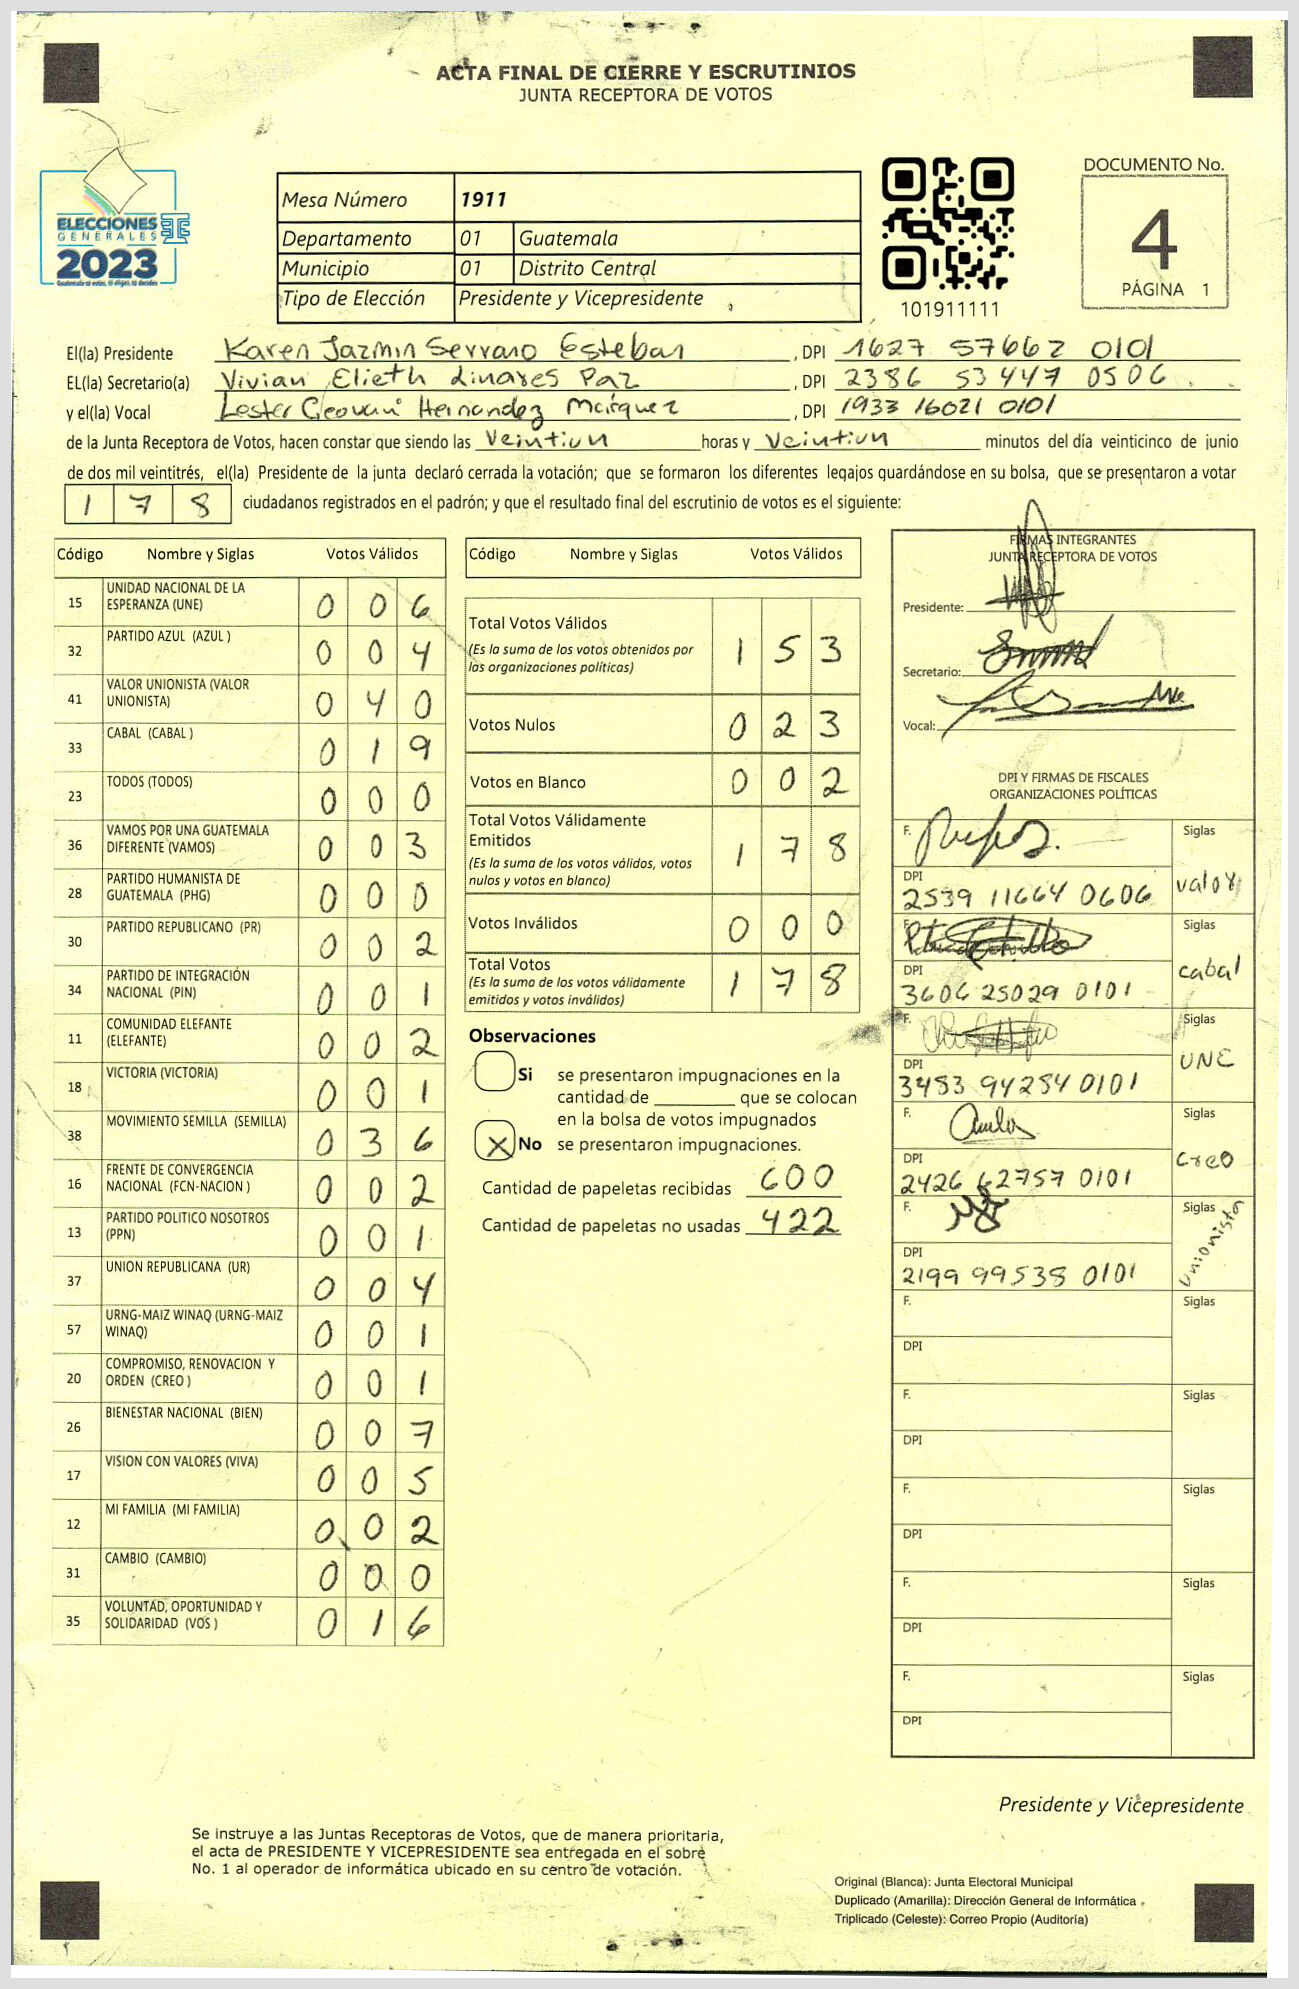 ACTA FINAL DE CIERRE Y ESCRUTINIOS
JUNTA RECEPTORA DE VOTOS
ELECCIONES
GENERALES
2023
Mesa Número 1911
Departamento 01 Guatemala
Municipio 01 Distrito Central
Tipo de Elección Presidente y Vicepresidente
101911111
DOCUMENTO No.
4
PÁGINA 1
El(la) Presidente Karen Jazmin Serrano Esteban , DPI 1627 57662 0101
EL(la) Secretario(a) Vivian Elieth Linares Paz , DPI 2386 53447 0506
y el(la) Vocal Lester Geovani Hernandez Marquez , DPI 1933 16021 0101
de la Junta Receptora de Votos, hacen constar que siendo las Veintiun horas y Veintiun minutos del día veinticinco de junio
de dos mil veintitrés, el(la) Presidente de la junta declaró cerrada la votación; que se formaron los diferentes legajos guardándose en su bolsa, que se presentaron a votar
1 7 8 ciudadanos registrados en el padrón; y que el resultado final del escrutinio de votos es el siguiente:
Código Nombre y Siglas Votos Válidos
15 UNIDAD NACIONAL DE LA ESPERANZA (UNE) 0 0 6
32 PARTIDO AZUL (AZUL ) 0 0 4
41 VALOR UNIONISTA (VALOR UNIONISTA) 0 4 0
33 CABAL (CABAL ) 0 1 9
23 TODOS (TODOS) 0 0 0
36 VAMOS POR UNA GUATEMALA DIFERENTE (VAMOS) 0 0 3
28 PARTIDO HUMANISTA DE GUATEMALA (PHG) 0 0 0
30 PARTIDO REPUBLICANO (PR) 0 0 2
34 PARTIDO DE INTEGRACIÓN NACIONAL (PIN) 0 0 1
11 COMUNIDAD ELEFANTE (ELEFANTE) 0 0 2
18 VICTORIA (VICTORIA) 0 0 1
38 MOVIMIENTO SEMILLA (SEMILLA) 0 3 6
16 FRENTE DE CONVERGENCIA NACIONAL (FCN-NACION ) 0 0 2
13 PARTIDO POLITICO NOSOTROS (PPN) 0 0 1
37 UNION REPUBLICANA (UR) 0 0 4
57 URNG-MAIZ WINAQ (URNG-MAIZ WINAQ) 0 0 1
20 COMPROMISO, RENOVACION Y ORDEN (CREO ) 0 0 1
26 BIENESTAR NACIONAL (BIEN) 0 0 7
17 VISION CON VALORES (VIVA) 0 0 5
12 MI FAMILIA (MI FAMILIA) 0 0 2
31 CAMBIO (CAMBIO) 0 0 0
35 VOLUNTAD, OPORTUNIDAD Y SOLIDARIDAD (VOS ) 0 1 6
Código Nombre y Siglas Votos Válidos
Total Votos Válidos 1 5 3
(Es la suma de los votos obtenidos por
las organizaciones políticas)
Votos Nulos 0 2 3
Votos en Blanco 0 0 2
Total Votos Válidamente
Emitidos 1 7 8
(Es la suma de los votos válidos, votos
nulos y votos en blanco)
Votos Inválidos 0 0 0
Total Votos 1 7 8
(Es la suma de los votos válidamente
emitidos y votos inválidos)
Observaciones
Si se presentaron impugnaciones en la
cantidad de ________ que se colocan
en la bolsa de votos impugnados
X No se presentaron impugnaciones.
Cantidad de papeletas recibidas 600
Cantidad de papeletas no usadas 422
FIRMAS INTEGRANTES
JUNTA RECEPTORA DE VOTOS
Presidente:
Secretario:
Vocal:
DPI Y FIRMAS DE FISCALES
ORGANIZACIONES POLÍTICAS
F. Siglas
DPI valor
2539 11664 0606
F. Siglas
DPI cabal
3606 25029 0101
F. Siglas
DPI UNE
3453 94254 0101
F. Siglas
DPI creo
2426 62757 0101
F. Siglas
DPI Unionista
2199 99538 0101
F. Siglas
DPI
F. Siglas
DPI
F. Siglas
DPI
F. Siglas
DPI
F. Siglas
DPI
Presidente y Vicepresidente
Se instruye a las Juntas Receptoras de Votos, que de manera prioritaria,
el acta de PRESIDENTE Y VICEPRESIDENTE sea entregada en el sobre
No. 1 al operador de informática ubicado en su centro de votación.
Original (Blanca): Junta Electoral Municipal
Duplicado (Amarilla): Dirección General de Informática
Triplicado (Celeste): Correo Propio (Auditoría)